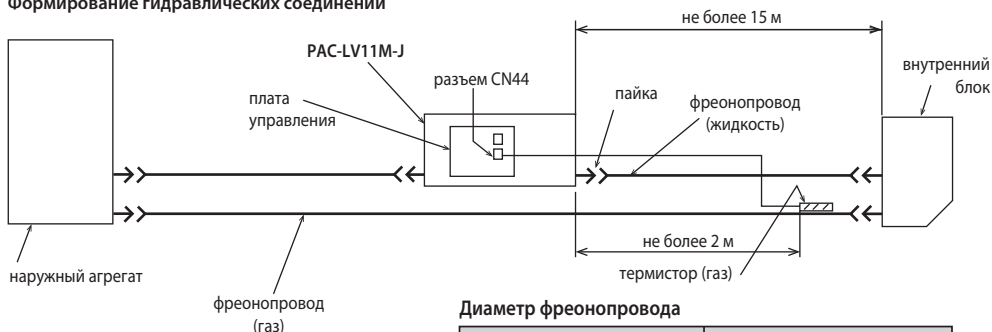 Формирование гидравлических соединений
не более 15 м
PAC-LV11M-J
разъем CN44
внутренний
блок
плата
управления
пайка
фреонопровод
(жидкость)
не более 2 м
наружный агрегат
термистор (газ)
фреонопровод
(газ)
Диаметр фреонопровода